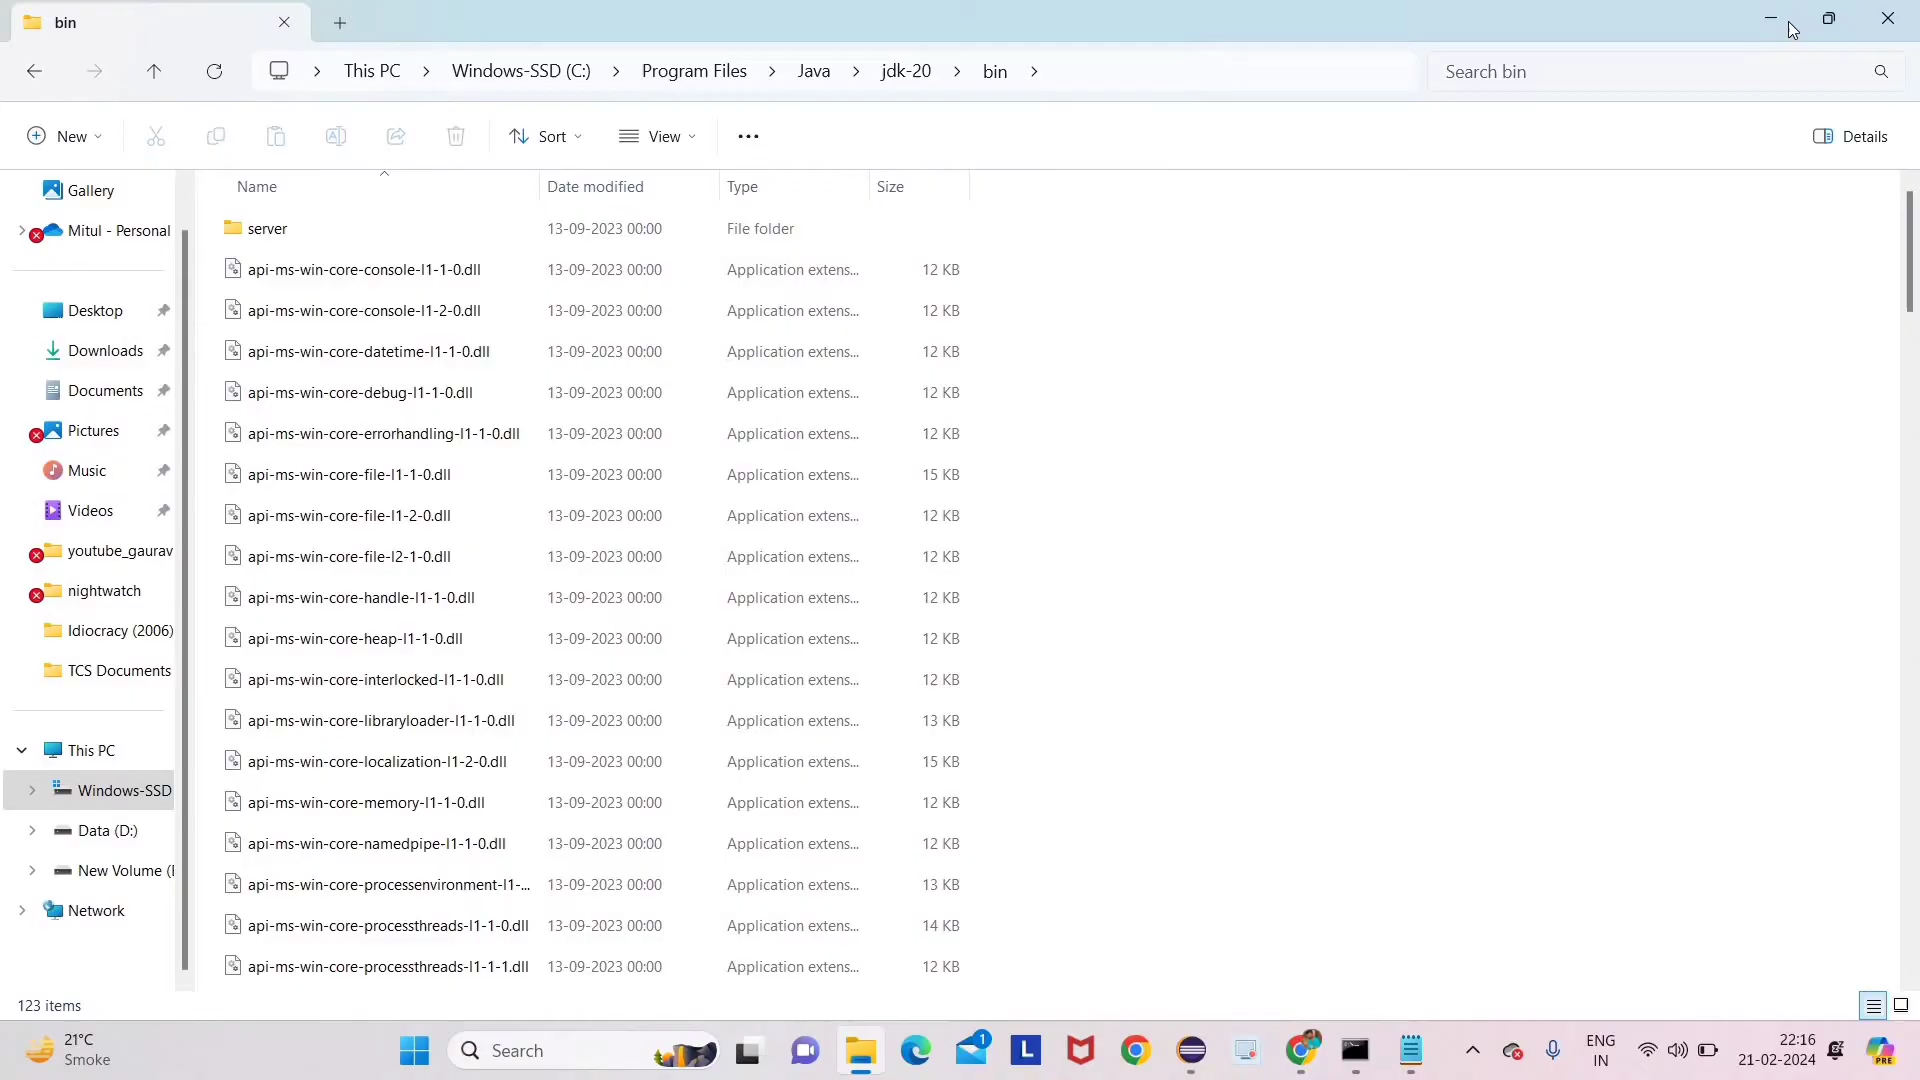 bin
This PC > Windows-SSD (C:) > Program Files > Java > jdk-20 > bin >
Search bin
New
Sort
View
Details
Name Date modified Type Size
Gallery
Mitul - Personal
Desktop
Downloads
Documents
Pictures
Music
Videos
youtube_gaurav
nightwatch
Idiocracy (2006)
TCS Documents
This PC
Windows-SSD
Data (D:)
New Volume (
Network
server 13-09-2023 00:00 File folder
api-ms-win-core-console-l1-1-0.dll 13-09-2023 00:00 Application extens... 12 KB
api-ms-win-core-console-l1-2-0.dll 13-09-2023 00:00 Application extens... 12 KB
api-ms-win-core-datetime-l1-1-0.dll 13-09-2023 00:00 Application extens... 12 KB
api-ms-win-core-debug-l1-1-0.dll 13-09-2023 00:00 Application extens... 12 KB
api-ms-win-core-errorhandling-l1-1-0.dll 13-09-2023 00:00 Application extens... 12 KB
api-ms-win-core-file-l1-1-0.dll 13-09-2023 00:00 Application extens... 15 KB
api-ms-win-core-file-l1-2-0.dll 13-09-2023 00:00 Application extens... 12 KB
api-ms-win-core-file-l2-1-0.dll 13-09-2023 00:00 Application extens... 12 KB
api-ms-win-core-handle-l1-1-0.dll 13-09-2023 00:00 Application extens... 12 KB
api-ms-win-core-heap-l1-1-0.dll 13-09-2023 00:00 Application extens... 12 KB
api-ms-win-core-interlocked-l1-1-0.dll 13-09-2023 00:00 Application extens... 12 KB
api-ms-win-core-libraryloader-l1-1-0.dll 13-09-2023 00:00 Application extens... 13 KB
api-ms-win-core-localization-l1-2-0.dll 13-09-2023 00:00 Application extens... 15 KB
api-ms-win-core-memory-l1-1-0.dll 13-09-2023 00:00 Application extens... 12 KB
api-ms-win-core-namedpipe-l1-1-0.dll 13-09-2023 00:00 Application extens... 12 KB
api-ms-win-core-processenvironment-l1-... 13-09-2023 00:00 Application extens... 13 KB
api-ms-win-core-processthreads-l1-1-0.dll 13-09-2023 00:00 Application extens... 14 KB
api-ms-win-core-processthreads-l1-1-1.dll 13-09-2023 00:00 Application extens... 12 KB
123 items
21°C
Smoke
Search
1
L
ENG
IN
22:16
21-02-2024
PRE